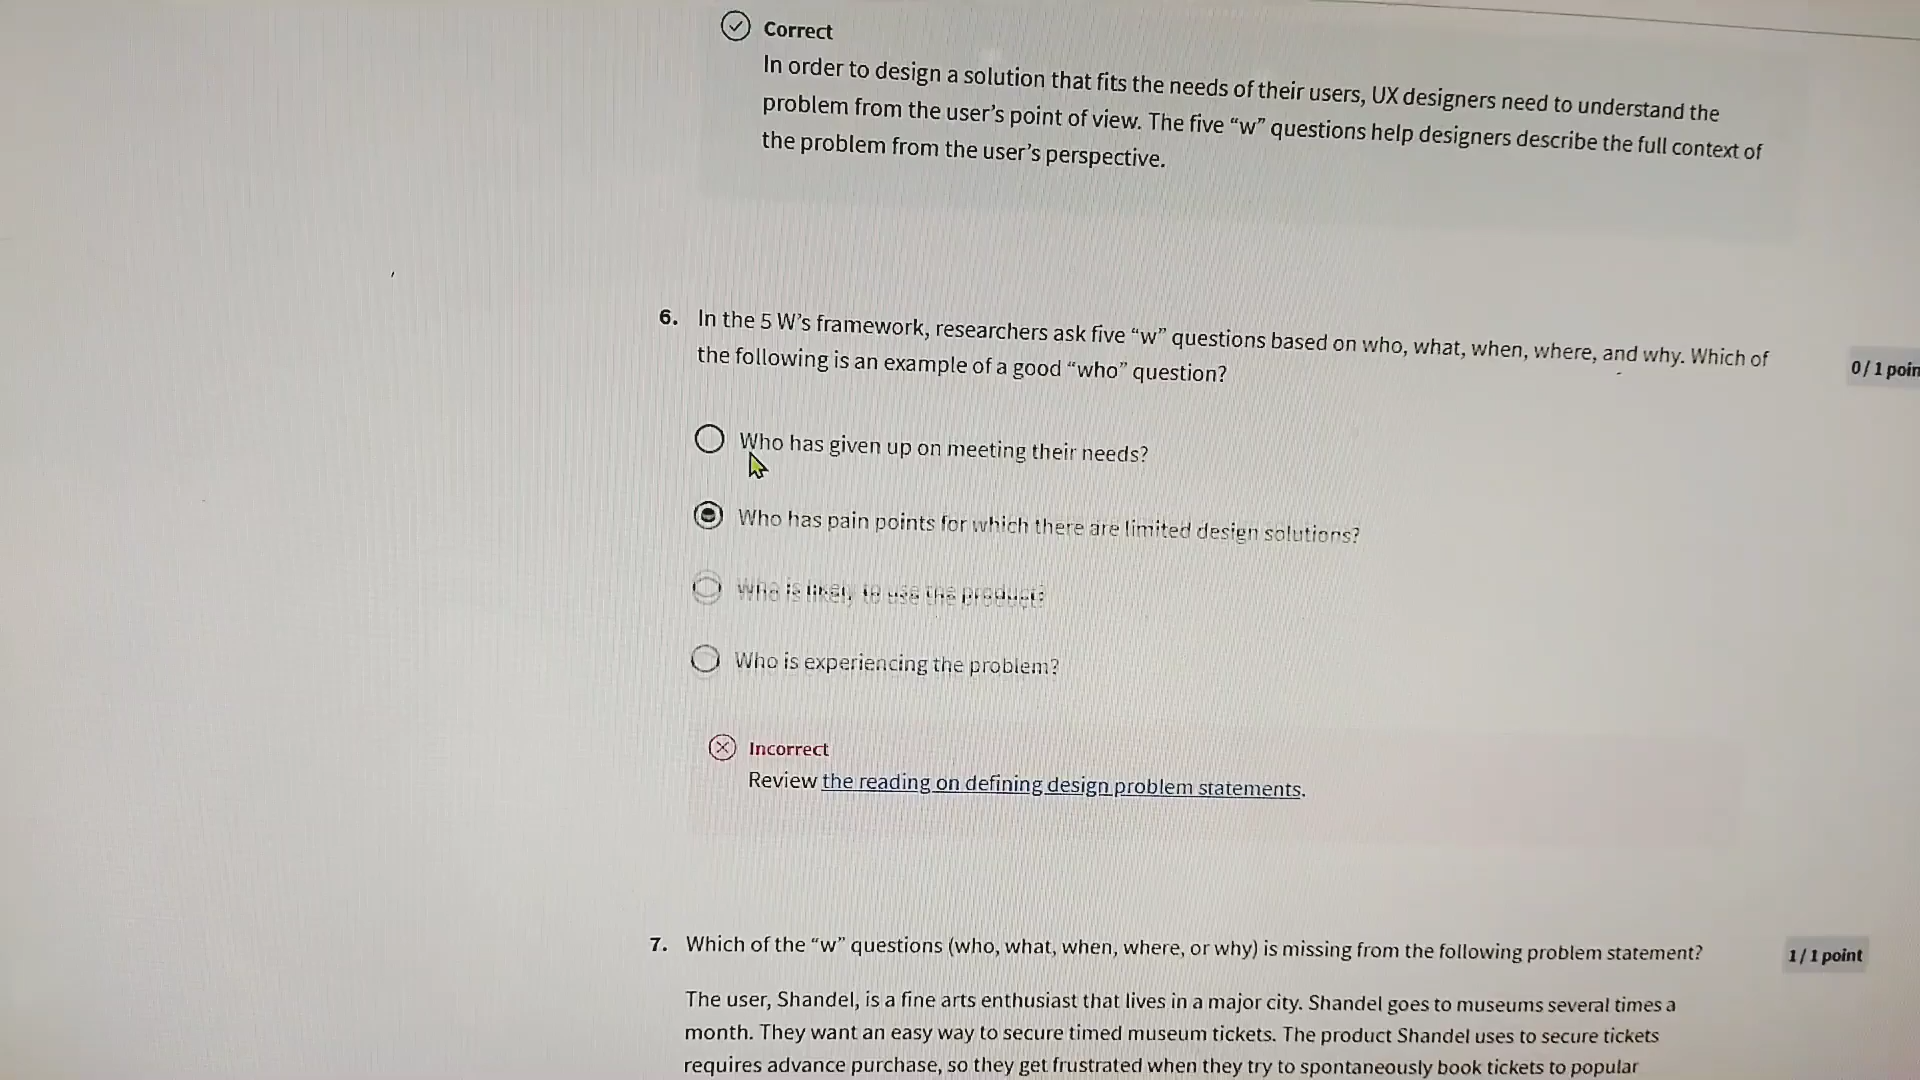 Correct
In order to design a solution that fits the needs of their users, UX designers need to understand the
problem from the user's point of view. The five “w” questions help designers describe the full context of
the problem from the user's perspective.
6. In the 5 W's framework, researchers ask five “w” questions based on who, what, when, where, and why. Which of
the following is an example of a good “who” question?
0 / 1 poin
Who has given up on meeting their needs?
Who has pain points for which there are limited design solutions?
Who is likely to use the product?
Who is experiencing the problem?
Incorrect
Review the reading on defining design problem statements.
7. Which of the “w” questions (who, what, when, where, or why) is missing from the following problem statement?
1 / 1 point
The user, Shandel, is a fine arts enthusiast that lives in a major city. Shandel goes to museums several times a
month. They want an easy way to secure timed museum tickets. The product Shandel uses to secure tickets
requires advance purchase, so they get frustrated when they try to spontaneously book tickets to popular